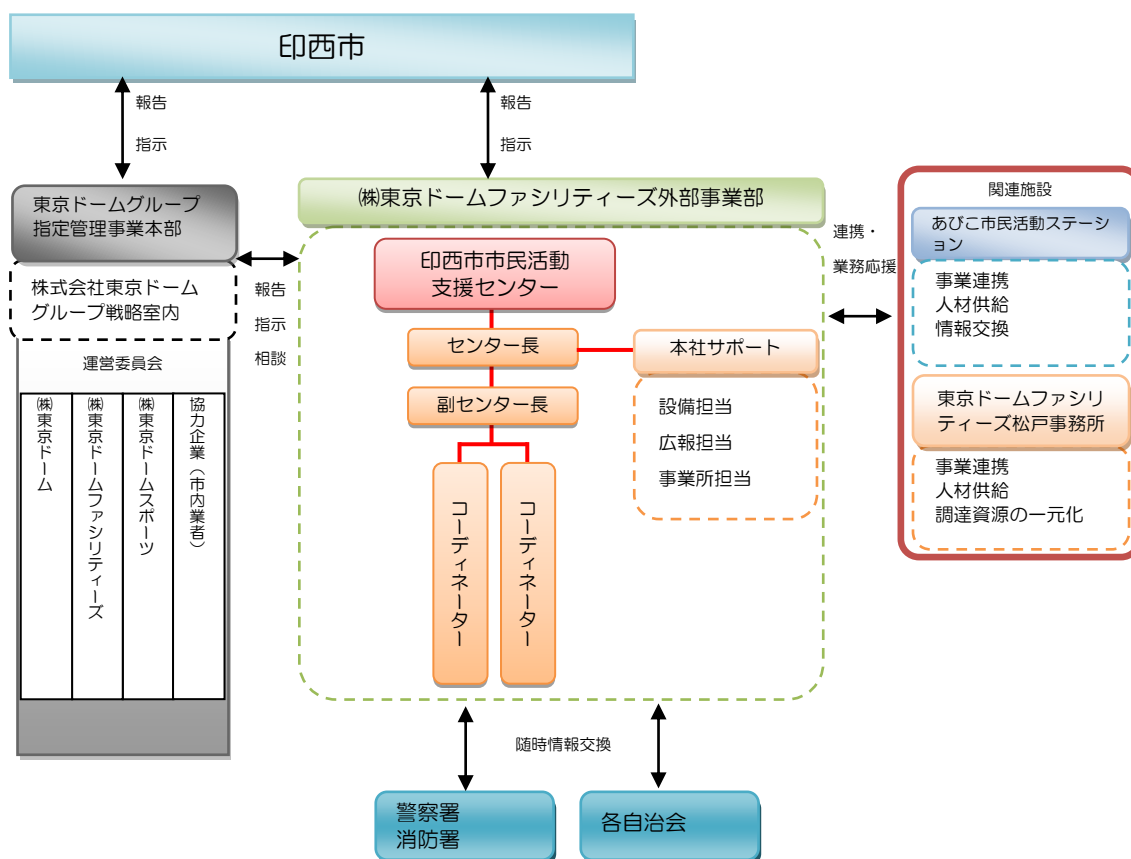 印西市
報告
指示
報告
指示
東京ドームグループ
指定管理事業本部
株式会社東京ドーム
グループ戦略室内
運営委員会
㈱東京ドーム
㈱東京ドームファシリティーズ
㈱東京ドームスポーツ
協力企業（市内業者）
報告
指示
相談
㈱東京ドームファシリティーズ外部事業部
印西市市民活動
支援センター
センター長
副センター長
コーディネーター
コーディネーター
本社サポート
設備担当
広報担当
事業所担当
連携・
業務応援
関連施設
あびこ市民活動ステーシ
ョン
事業連携
人材供給
情報交換
東京ドームファシリ
ティーズ松戸事務所
事業連携
人材供給
調達資源の一元化
随時情報交換
警察署
消防署
各自治会